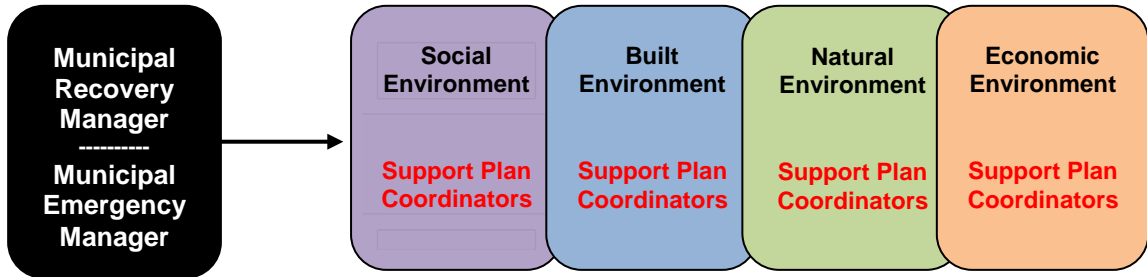 Municipal
Recovery
Manager
----------
Municipal
Emergency
Manager
Social
Environment
Support Plan
Coordinators
Built
Environment
Support Plan
Coordinators
Natural
Environment
Support Plan
Coordinators
Economic
Environment
Support Plan
Coordinators